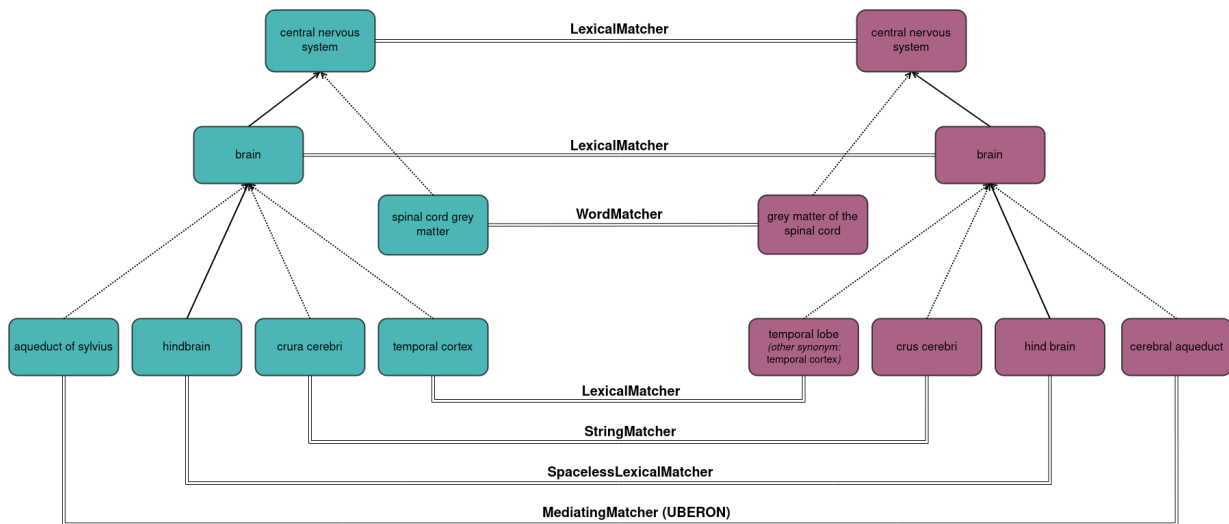 central nervous
system
LexicalMatcher
central nervous
system
brain
LexicalMatcher
brain
spinal cord grey
matter
WordMatcher
grey matter of the
spinal cord
aqueduct of sylvius
hindbrain
crura cerebri
temporal cortex
temporal lobe
(other synonym:
temporal cortex)
crus cerebri
hind brain
cerebral aqueduct
LexicalMatcher
StringMatcher
SpacelessLexicalMatcher
MediatingMatcher (UBERON)